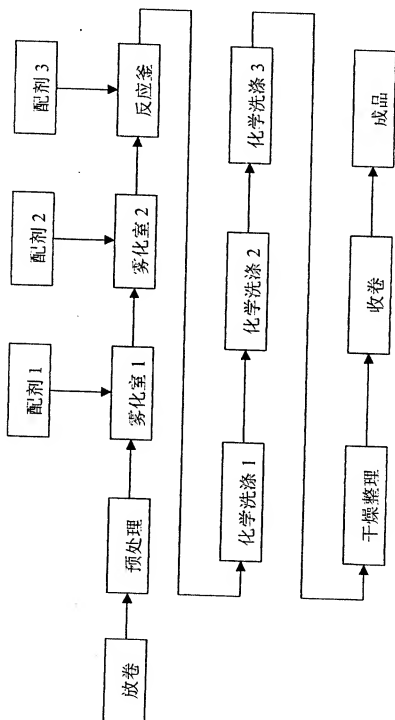 配剂 1
配剂 2
配剂 3
放卷
预处理
雾化室 1
雾化室 2
反应釜
化学洗涤 1
化学洗涤 2
化学洗涤 3
干燥整理
收卷
成品